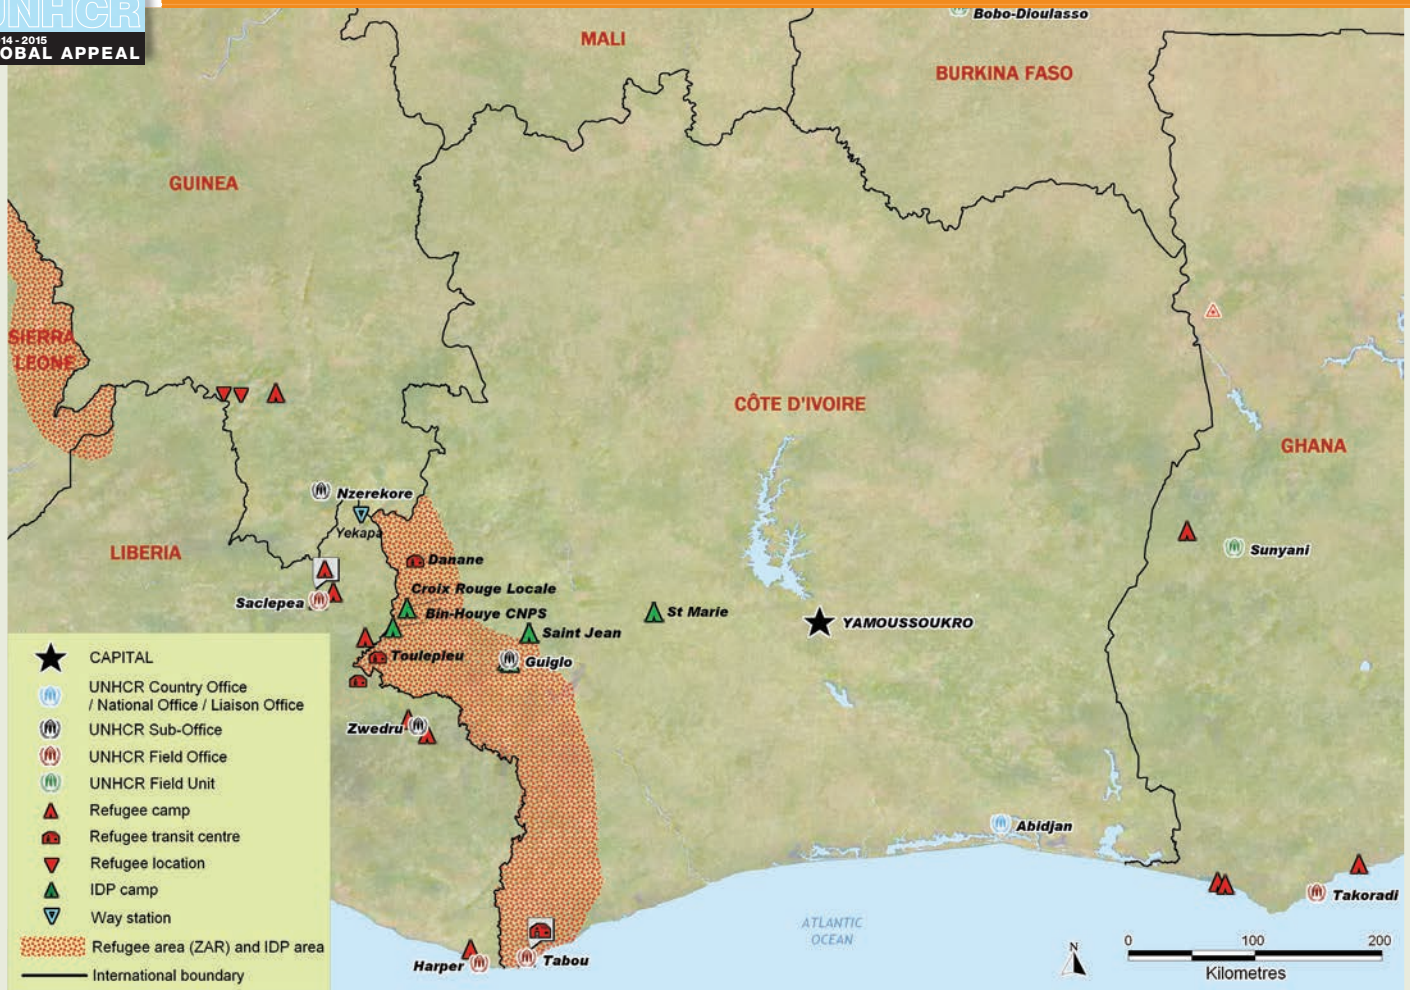 UNHCR
14 - 2015
OBAL APPEAL
Bobo-Dioulasso
MALI
BURKINA FASO
GUINEA
SIERRA
LEONE
CÔTE D'IVOIRE
GHANA
Nzerekore
Yekapa
LIBERIA
Sunyani
Danane
Croix Rouge Locale
Saclepea
Bin-Houye CNPS
St Marie
YAMOUSSOUKRO
Saint Jean
Toulepleu
Guiglo
Zwedru
Abidjan
Takoradi
ATLANTIC
OCEAN
Harper
Tabou
CAPITAL
UNHCR Country Office
/ National Office / Liaison Office
UNHCR Sub-Office
UNHCR Field Office
UNHCR Field Unit
Refugee camp
Refugee transit centre
Refugee location
IDP camp
Way station
Refugee area (ZAR) and IDP area
International boundary
N
0 100 200
Kilometres